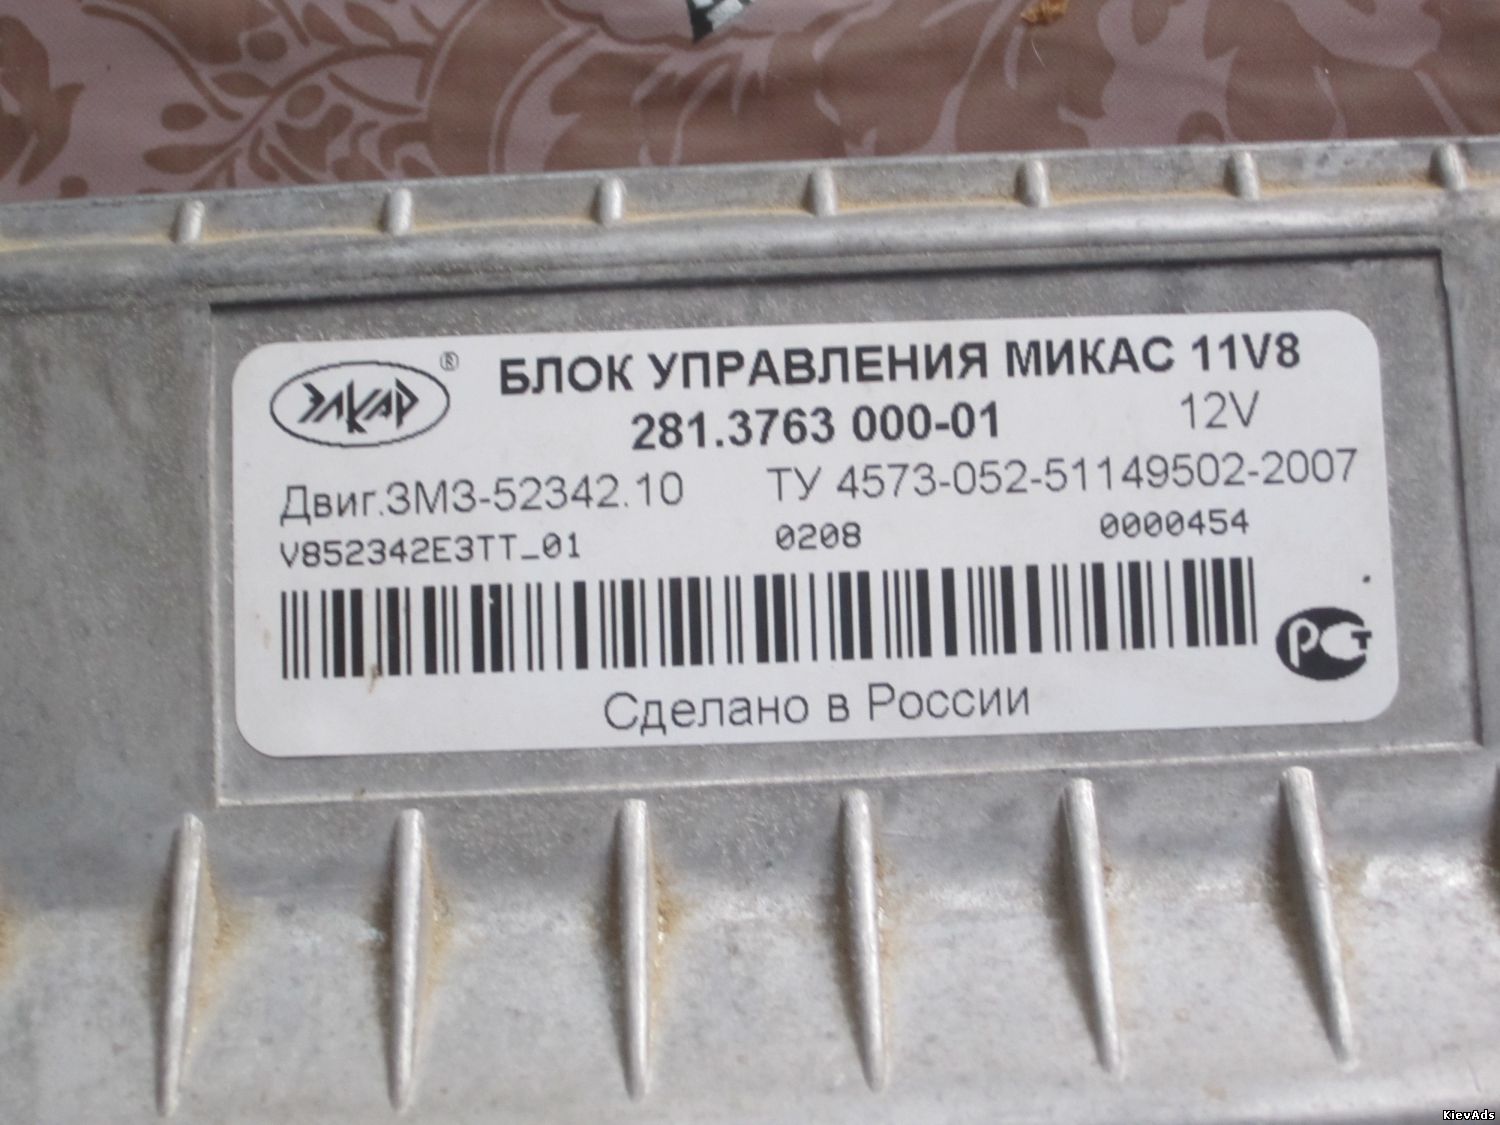 ЭЛКАР ® БЛОК УПРАВЛЕНИЯ МИКАС 11V8
281.3763 000-01 12V
Двиг.ЗМЗ-52342.10 ТУ 4573-052-51149502-2007
V852342E3TT_01 0208 0000454
РСТ
Сделано в России
KievAds